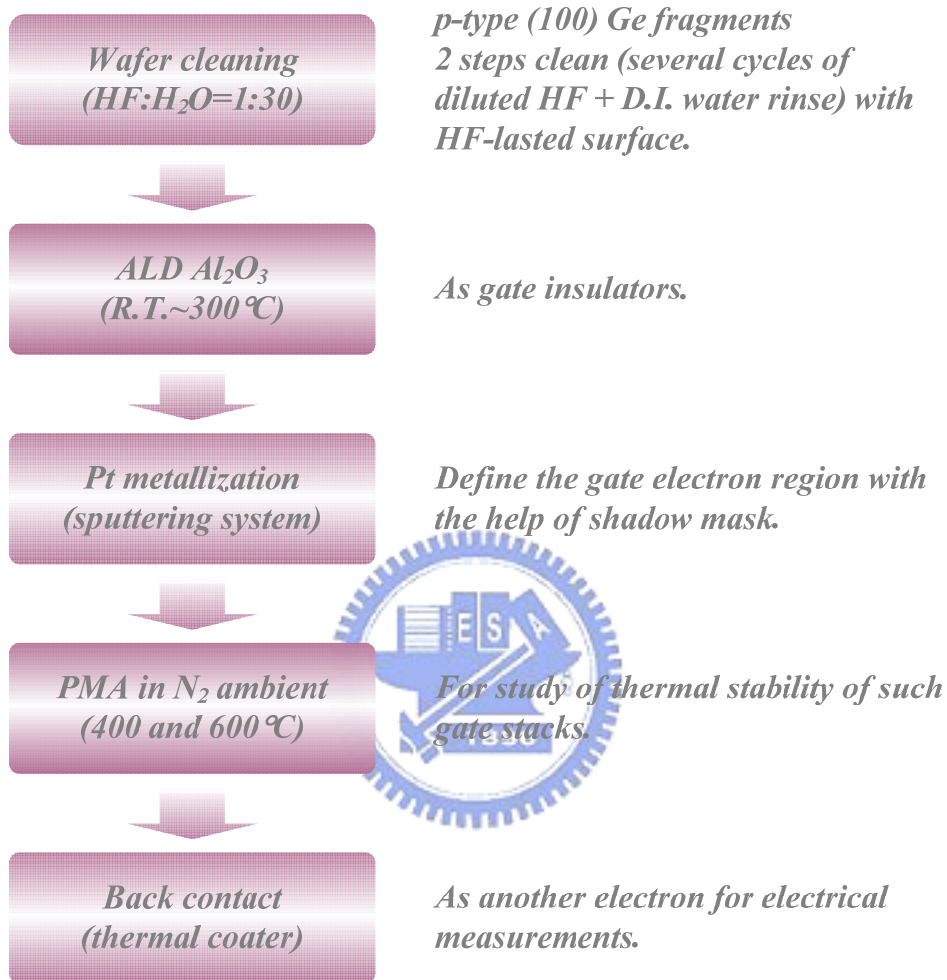 Wafer cleaning
(HF:H₂O=1:30)
p-type (100) Ge fragments
2 steps clean (several cycles of
diluted HF + D.I. water rinse) with
HF-lasted surface.
ALD Al₂O₃
(R.T.~300℃)
As gate insulators.
Pt metallization
(sputtering system)
Define the gate electron region with
the help of shadow mask.
E S A
PMA in N₂ ambient
(400 and 600℃)
For study of thermal stability of such
gate stacks.
1896
Back contact
(thermal coater)
As another electron for electrical
measurements.